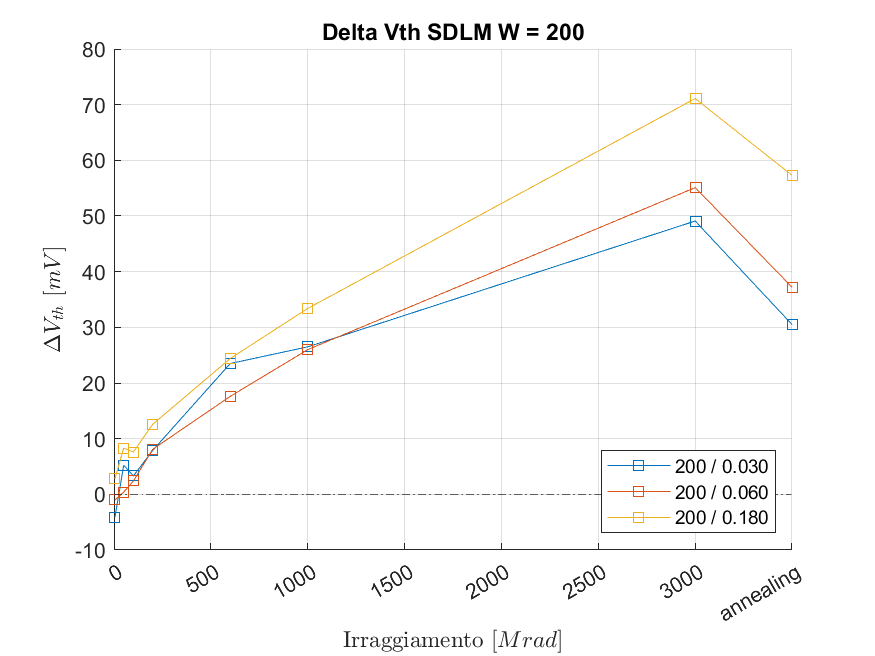 Delta Vth SDLM W = 200
80
70
60
50
40
30
20
10
0
-10
ΔV_th [mV]
0
500
1000
1500
2000
2500
3000
annealing
Irraggiamento [Mrad]
200 / 0.030
200 / 0.060
200 / 0.180